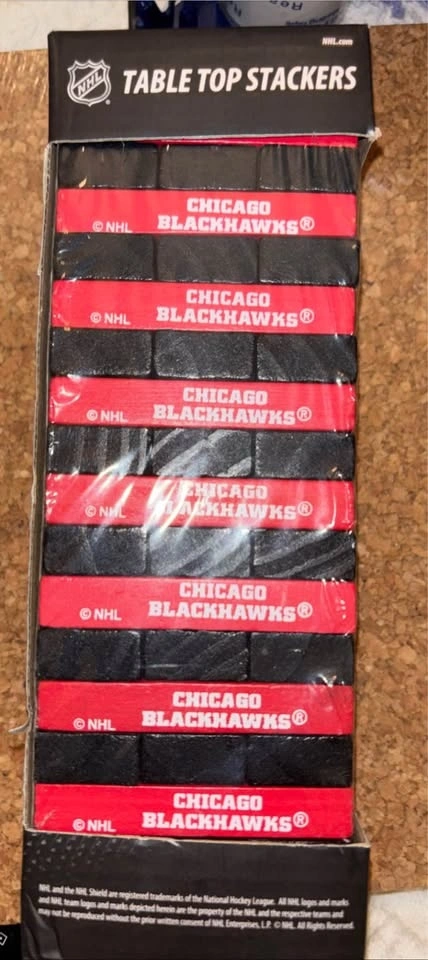 NHL.com
NHL TABLE TOP STACKERS
CHICAGO
© NHL BLACKHAWKS®
CHICAGO
© NHL BLACKHAWKS®
CHICAGO
© NHL BLACKHAWKS®
CHICAGO
© NHL BLACKHAWKS®
CHICAGO
© NHL BLACKHAWKS®
CHICAGO
© NHL BLACKHAWKS®
CHICAGO
© NHL BLACKHAWKS®
NHL and the NHL Shield are registered trademarks of the National Hockey League. All NHL logos and marks
and NHL team logos and marks depicted herein are the property of the NHL and the respective teams and
may not be reproduced without the prior written consent of NHL Enterprises, L.P. © NHL. All Rights Reserved.